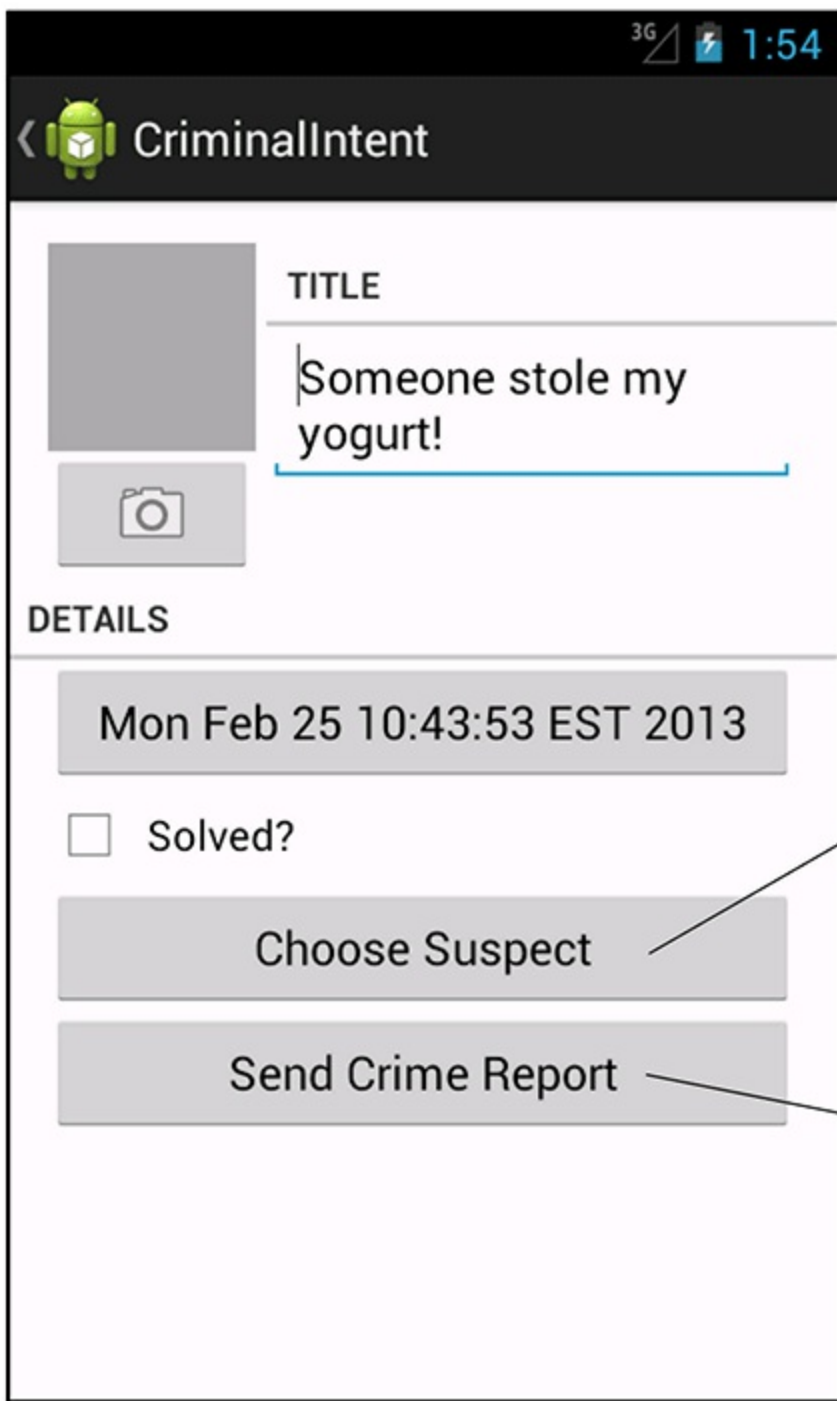 3G 1:54
CriminalIntent
TITLE
Someone stole my
yogurt!
DETAILS
Mon Feb 25 10:43:53 EST 2013
Solved?
Choose Suspect
Send Crime Report